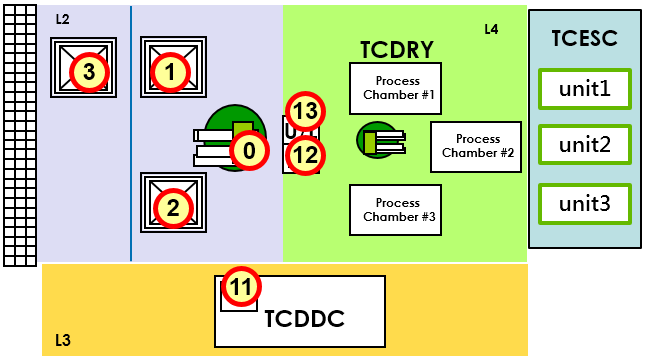 L2
L4
TCDRY
TCESC
3
1
Process
Chamber #1
unit1
13
0
12
Process
Chamber #2
unit2
2
Process
Chamber #3
unit3
11
TCDDC
L3